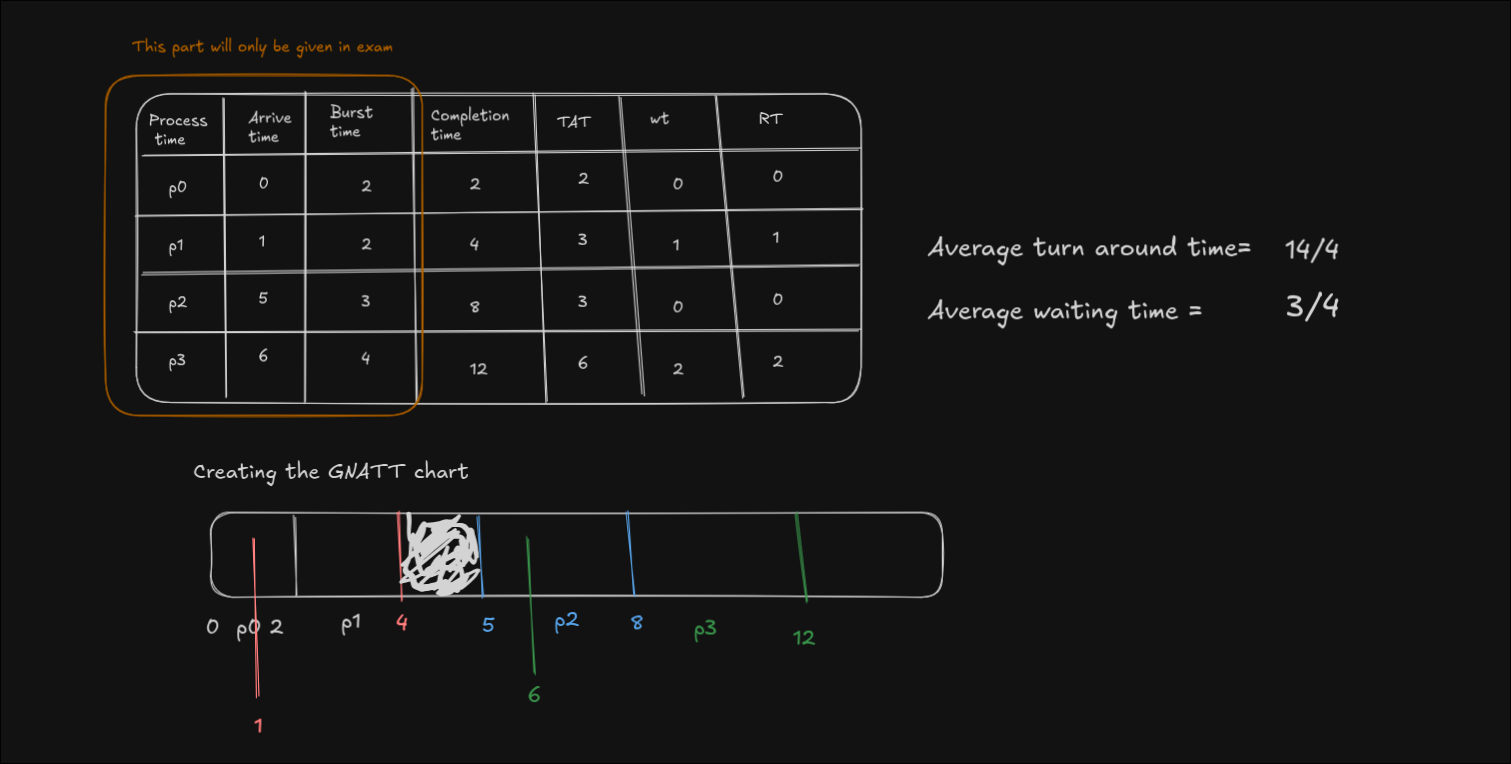 This part will only be given in exam
Process time Arrive time Burst time Completion time TAT wt RT
p0 0 2 2 2 0 0
p1 1 2 4 3 1 1
p2 5 3 8 3 0 0
p3 6 4 12 6 2 2
Average turn around time= 14/4
Average waiting time = 3/4
Creating the GNATT chart
0 p0 2 p1 4 5 p2 8 p3 12
6
1